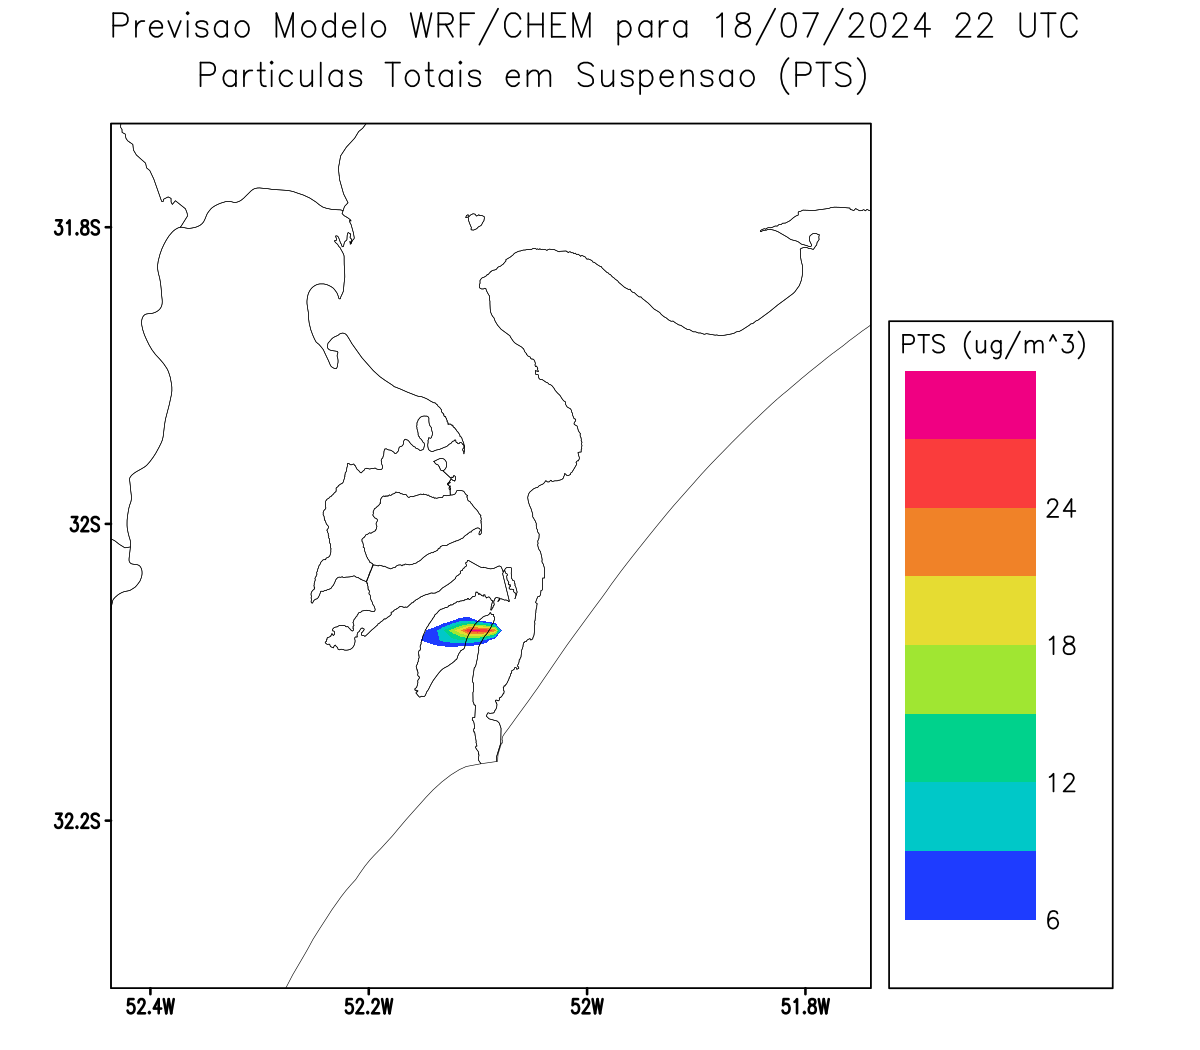 Previsao Modelo WRF/CHEM para 18/07/2024 22 UTC
Particulas Totais em Suspensao (PTS)
31.8S
32S
32.2S
52.4W
52.2W
52W
51.8W
PTS (ug/m^3)
24
18
12
6